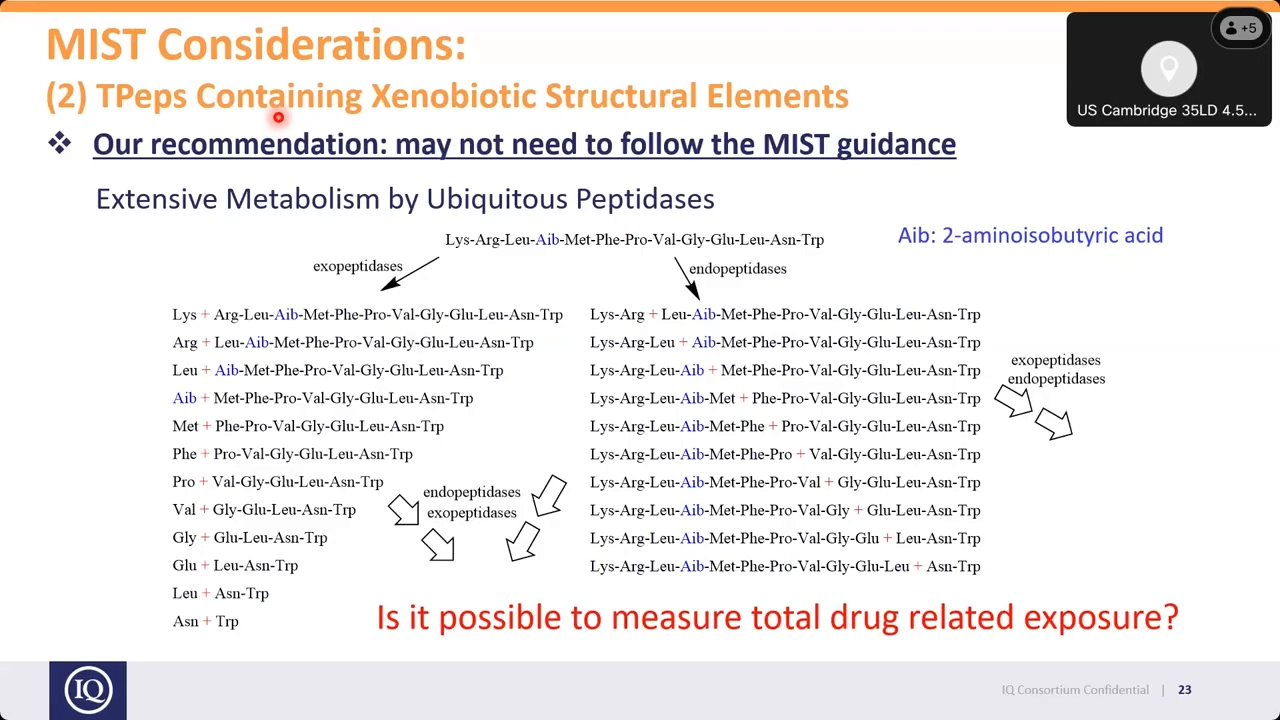 MIST Considerations:
(2) TPeps Containing Xenobiotic Structural Elements
+5
US Cambridge 35LD 4.5...
❖ Our recommendation: may not need to follow the MIST guidance
Extensive Metabolism by Ubiquitous Peptidases
Aib: 2-aminoisobutyric acid
Lys-Arg-Leu-Aib-Met-Phe-Pro-Val-Gly-Glu-Leu-Asn-Trp
exopeptidases
endopeptidases
Lys + Arg-Leu-Aib-Met-Phe-Pro-Val-Gly-Glu-Leu-Asn-Trp
Arg + Leu-Aib-Met-Phe-Pro-Val-Gly-Glu-Leu-Asn-Trp
Leu + Aib-Met-Phe-Pro-Val-Gly-Glu-Leu-Asn-Trp
Aib + Met-Phe-Pro-Val-Gly-Glu-Leu-Asn-Trp
Met + Phe-Pro-Val-Gly-Glu-Leu-Asn-Trp
Phe + Pro-Val-Gly-Glu-Leu-Asn-Trp
Pro + Val-Gly-Glu-Leu-Asn-Trp
Val + Gly-Glu-Leu-Asn-Trp
Gly + Glu-Leu-Asn-Trp
Glu + Leu-Asn-Trp
Leu + Asn-Trp
Asn + Trp
endopeptidases
exopeptidases
Lys-Arg + Leu-Aib-Met-Phe-Pro-Val-Gly-Glu-Leu-Asn-Trp
Lys-Arg-Leu + Aib-Met-Phe-Pro-Val-Gly-Glu-Leu-Asn-Trp
Lys-Arg-Leu-Aib + Met-Phe-Pro-Val-Gly-Glu-Leu-Asn-Trp
Lys-Arg-Leu-Aib-Met + Phe-Pro-Val-Gly-Glu-Leu-Asn-Trp
Lys-Arg-Leu-Aib-Met-Phe + Pro-Val-Gly-Glu-Leu-Asn-Trp
Lys-Arg-Leu-Aib-Met-Phe-Pro + Val-Gly-Glu-Leu-Asn-Trp
Lys-Arg-Leu-Aib-Met-Phe-Pro-Val + Gly-Glu-Leu-Asn-Trp
Lys-Arg-Leu-Aib-Met-Phe-Pro-Val-Gly + Glu-Leu-Asn-Trp
Lys-Arg-Leu-Aib-Met-Phe-Pro-Val-Gly-Glu + Leu-Asn-Trp
Lys-Arg-Leu-Aib-Met-Phe-Pro-Val-Gly-Glu-Leu + Asn-Trp
exopeptidases
endopeptidases
Is it possible to measure total drug related exposure?
IQ
IQ Consortium Confidential | 23